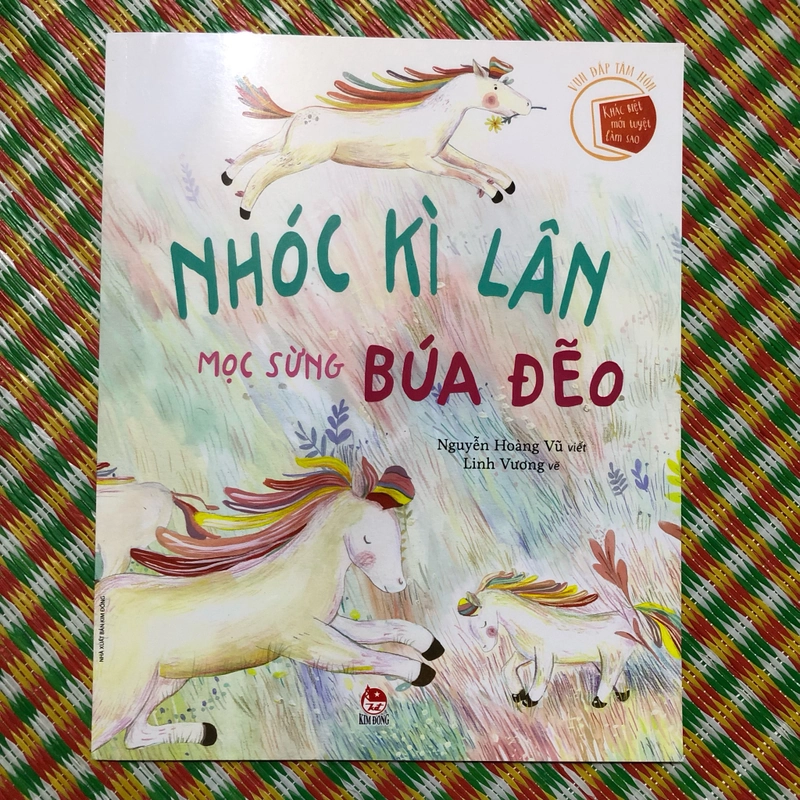 VUN ĐẮP TÂM HỒN
KHÁC BIỆT
MỚI TUYỆT
LÀM SAO
NHÓC KÌ LÂN
MỌC SỪNG BÚA ĐẼO
Nguyễn Hoàng Vũ viết
Linh Vương vẽ
NHÀ XUẤT BẢN KIM ĐỒNG
KIM ĐỒNG